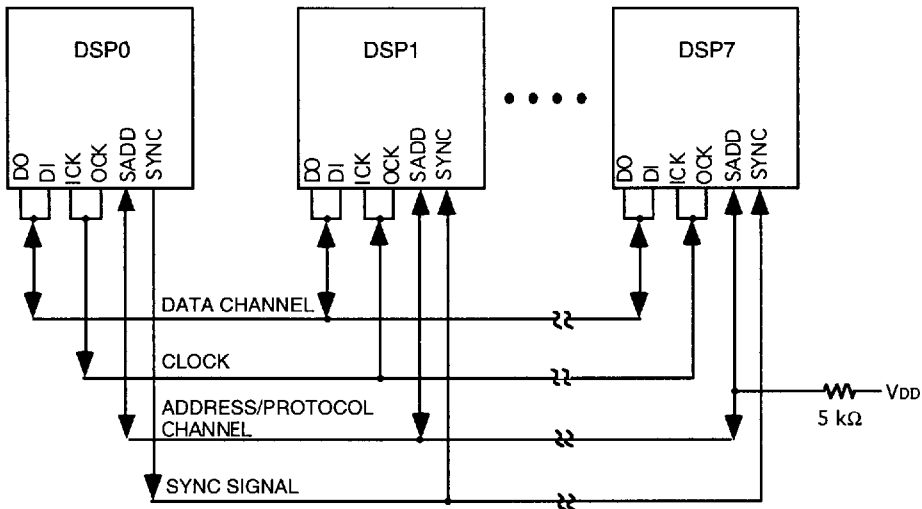 DSP0
DSP1
DSP7
DO DI ICK OCK SADD SYNC
DO DI ICK OCK SADD SYNC
DO DI ICK OCK SADD SYNC
DATA CHANNEL
CLOCK
ADDRESS/PROTOCOL
CHANNEL
VDD
5 kΩ
SYNC SIGNAL